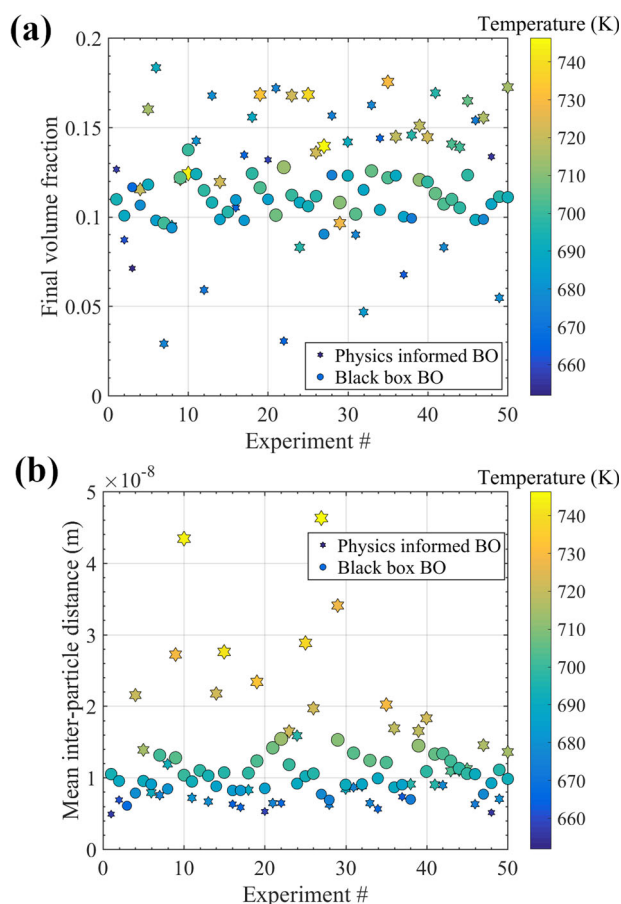 (a)
Temperature (K)
0.2
0.15
0.1
0.05
0
Final volume fraction
Physics informed BO
Black box BO
0 10 20 30 40 50
Experiment #
740
730
720
710
700
690
680
670
660
(b)
×10^-8
Temperature (K)
5
4
3
2
1
0
Mean inter-particle distance (m)
Physics informed BO
Black box BO
0 10 20 30 40 50
Experiment #
740
730
720
710
700
690
680
670
660